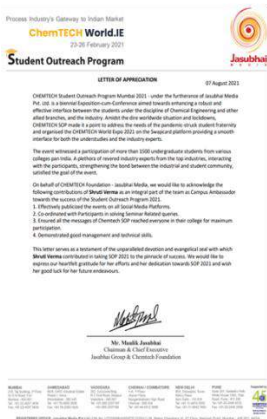 Process Industry's Gateway to Indian Market
ChemTECH World.IE
23-26 February 2021
Student Outreach Program
Jasubhai
MEDIA
LETTER OF APPRECIATION
07 August 2021
CHEMTECH Student Outreach Program Mumbai 2021 - under the furtherance of Jasubhai Media
Pvt. Ltd. is a biennial Exposition-cum-Conference aimed towards enhancing a robust and
effective interface between the students under the discipline of Chemical Engineering and other
allied branches, and the industry. Amidst the dire worldwide situation and lockdowns,
CHEMTECH SOP made it a point to address the needs of the pandemic struck student fraternity
and organised the CHEMTECH World Expo on the Swapcard platform providing a smooth
interface for both the understudies and the industry experts.
The event witnessed a participation of more than 1500 undergraduate students from various
colleges pan India. A plethora of revered industry experts from the top industries, interacting
with the participants, strengthening the bond between the industrial and student community,
satisfied the goal of the event.
On behalf of CHEMTECH Foundation - Jasubhai Media, we would like to acknowledge the
following contributions of Shruti Verma as an integral part of the team as Campus Ambassador
towards the success of the Student Outreach Program 2021.
1. Effectively publicized the events on all Social Media Platforms.
2. Co-ordinated with Participants in solving Seminar Related queries.
3. Ensured all the messages of Chemtech SOP reached everyone in their college for maximum
participation.
4. Demonstrated good management and technical skills.
This letter serves as a testament of the unparalleled devotion and evangelical soul with which
Shruti Verma contributed in taking SOP 2021 to the pinnacle of success. We would like to
express our heartfelt gratitude for her efforts and her dedication towards SOP 2021 and wish
her good luck for her future endeavours.
Mr. Maulik Jasubhai
Chairman & Chief Executive
Jasubhai Group & Chemtech Foundation
MUMBAI AHMEDABAD VADODARA CHENNAI / COIMBATORE NEW DELHI PUNE